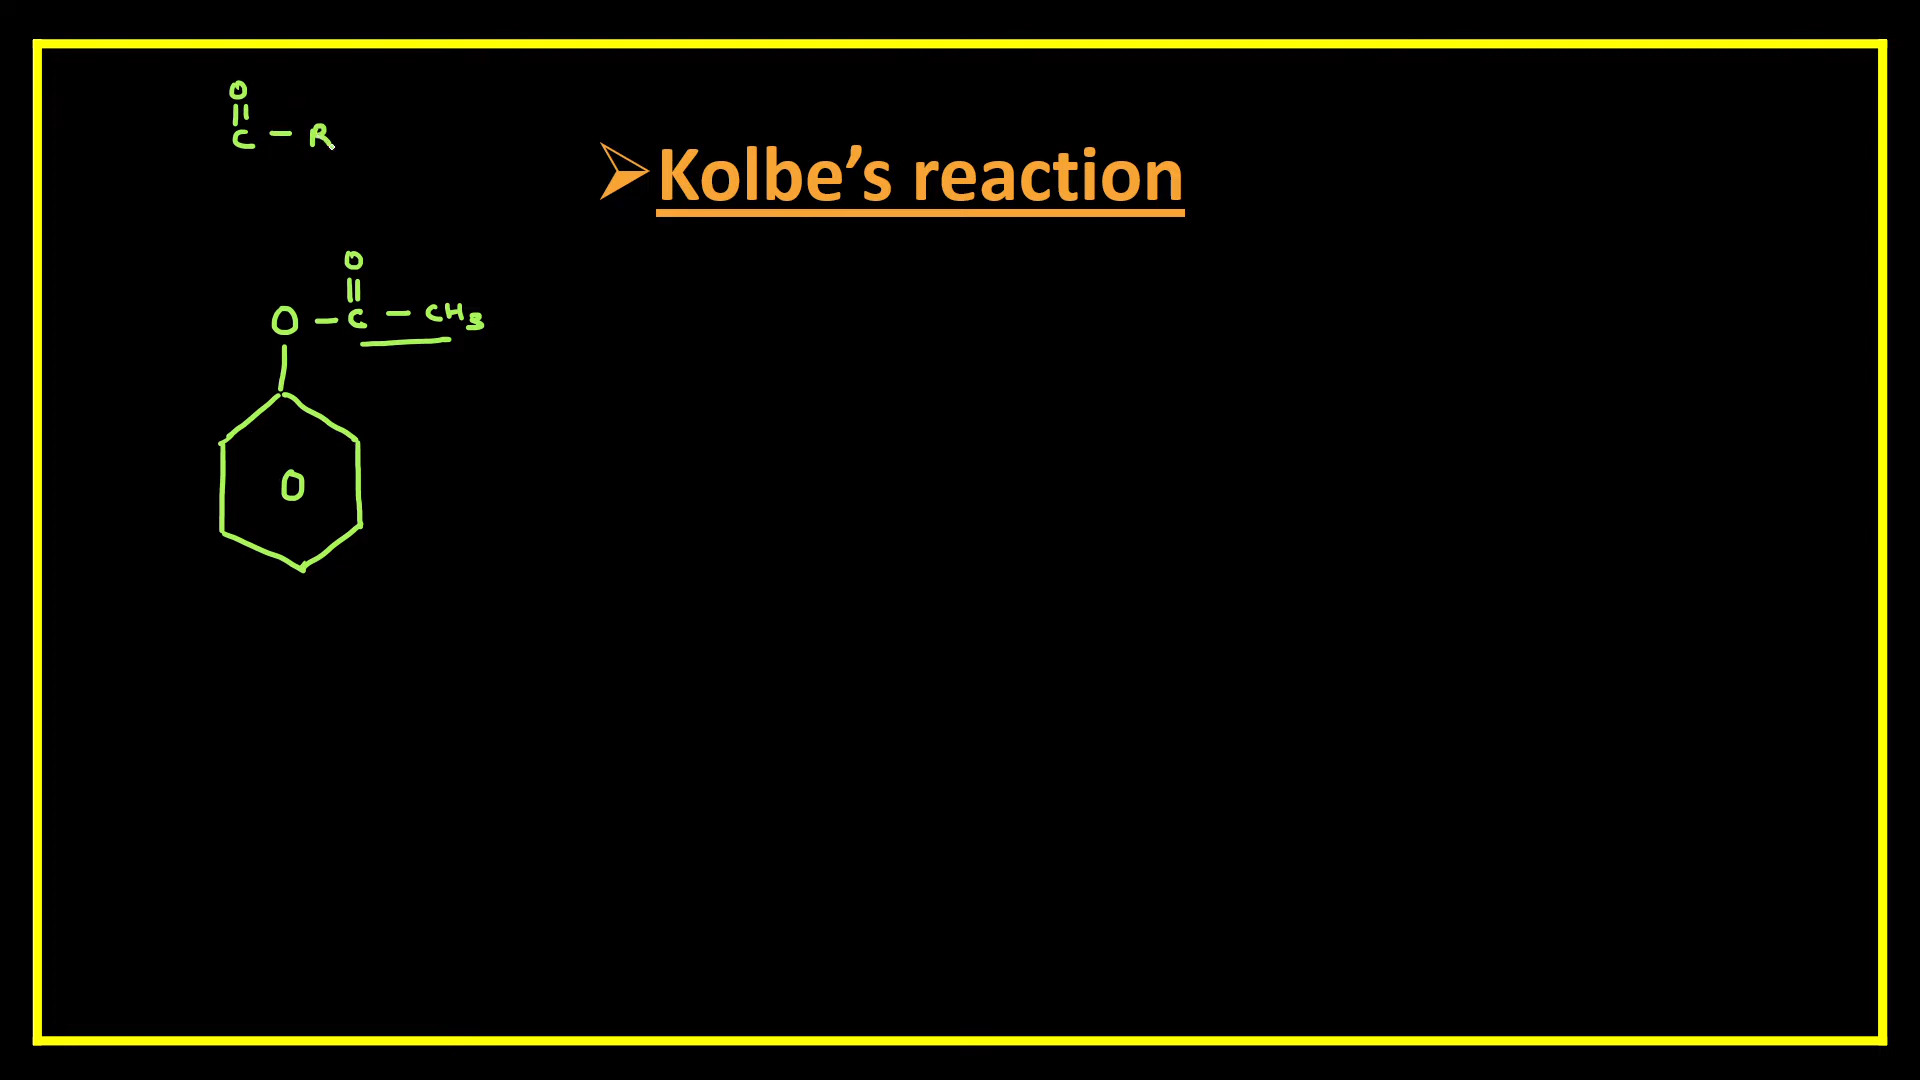 O
C - R
➢Kolbe’s reaction
O
O - C - CH3
O